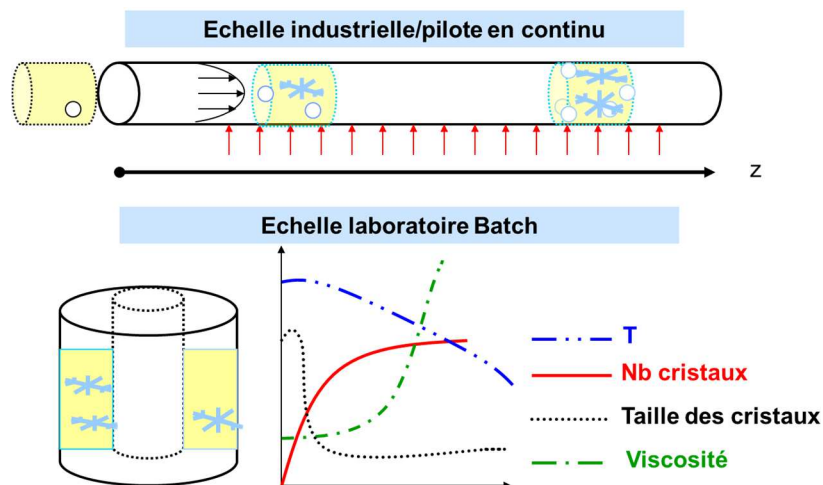 Echelle industrielle/pilote en continu
z
Echelle laboratoire Batch
T
Nb cristaux
Taille des cristaux
Viscosité